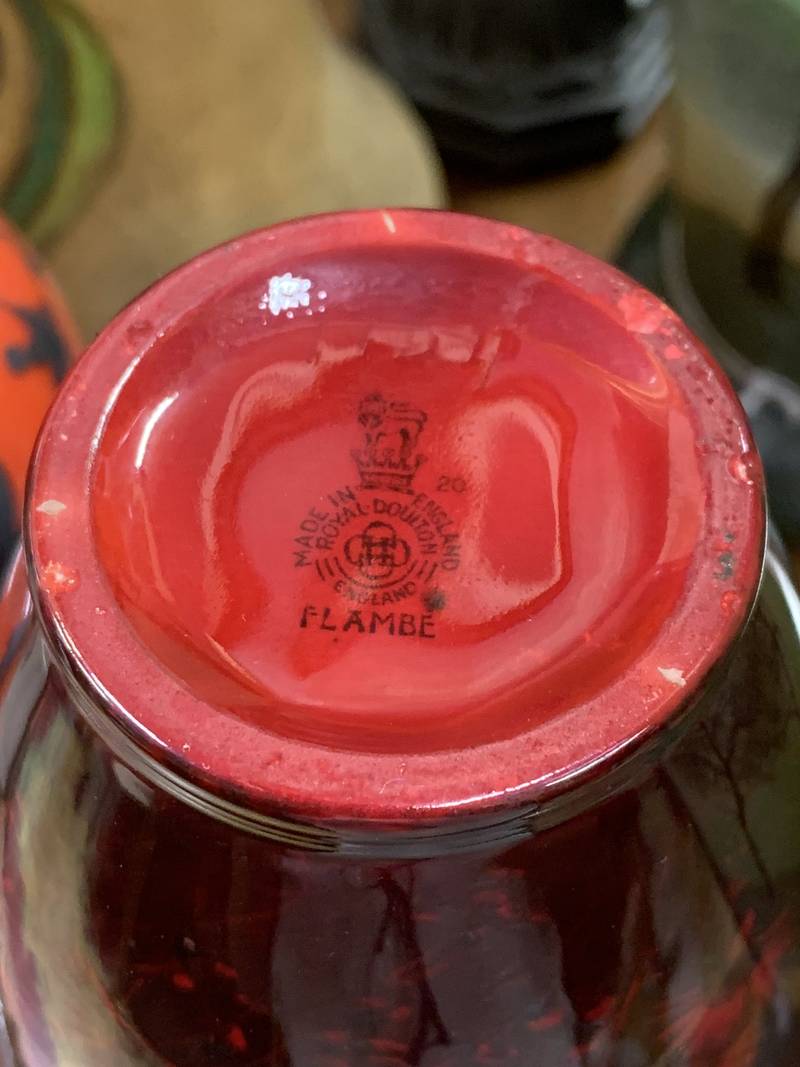 20
MADE IN ENGLAND
ROYAL·DOULTON
ENGLAND
FLAMBE